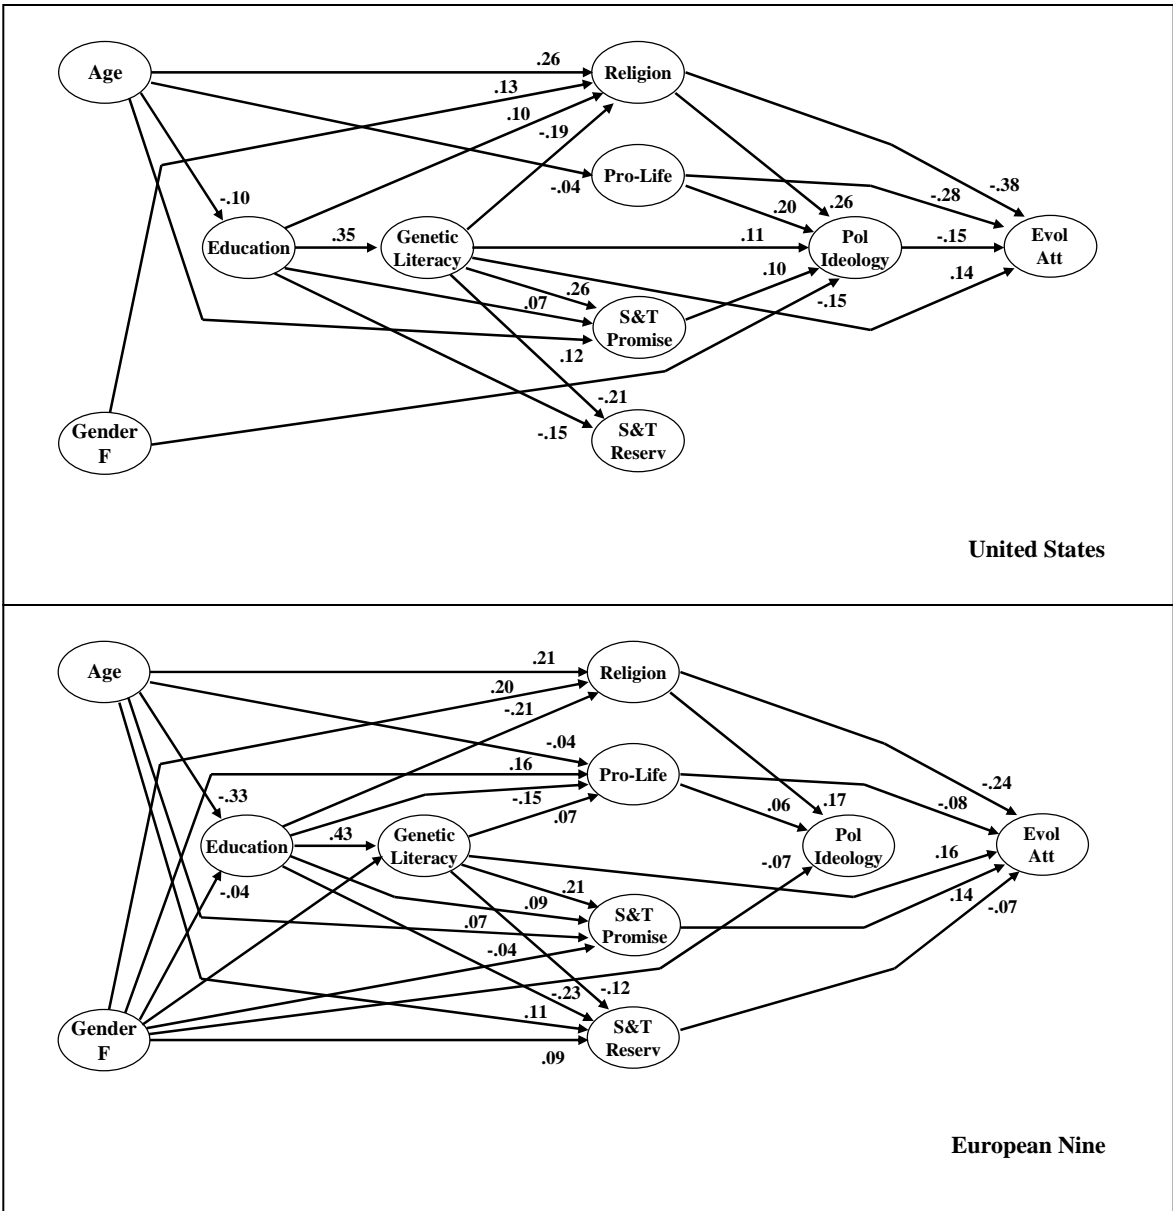 Age
.26
Religion
.13
.10
-.19
Pro-Life
-.04
-.38
-.28
-.10
.20
.26
Education
.35
Genetic
Literacy
.11
Pol
Ideology
-.15
Evol
Att
.10
.14
.26
.07
-.15
S&T
Promise
.12
-.21
Gender
F
-.15
S&T
Reserv
United States
Age
.21
Religion
.20
-.21
-.04
.16
Pro-Life
-.15
.07
-.24
-.33
.06
.17
-.08
Education
.43
Genetic
Literacy
Pol
Ideology
Evol
Att
-.07
.16
-.04
.21
.09
.14
-.07
.07
S&T
Promise
-.04
-.23
-.12
.11
Gender
F
S&T
Reserv
.09
European Nine